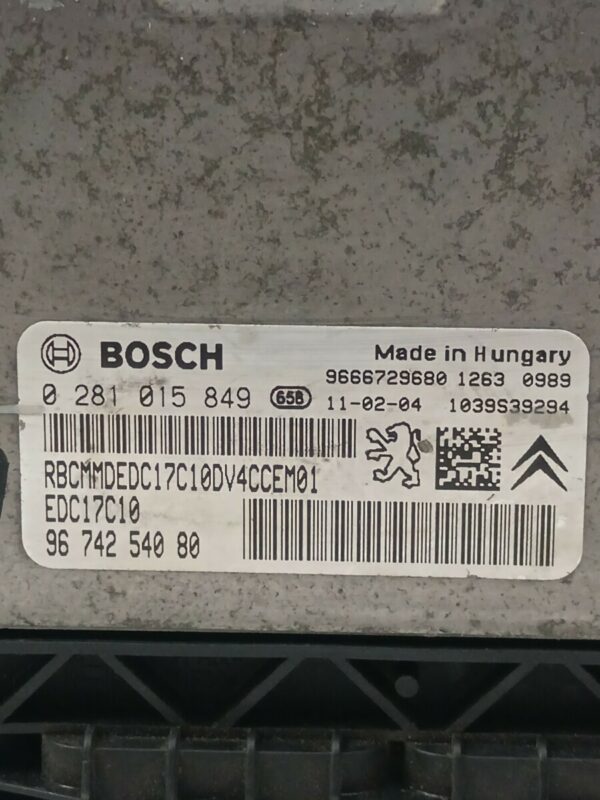 BOSCH
Made in Hungary
9666729680 1263 0989
0 281 015 849 65B 11-02-04 1039S39294
RBCMMDEDC17C10DV4CCEM01
EDC17C10
96 742 540 80